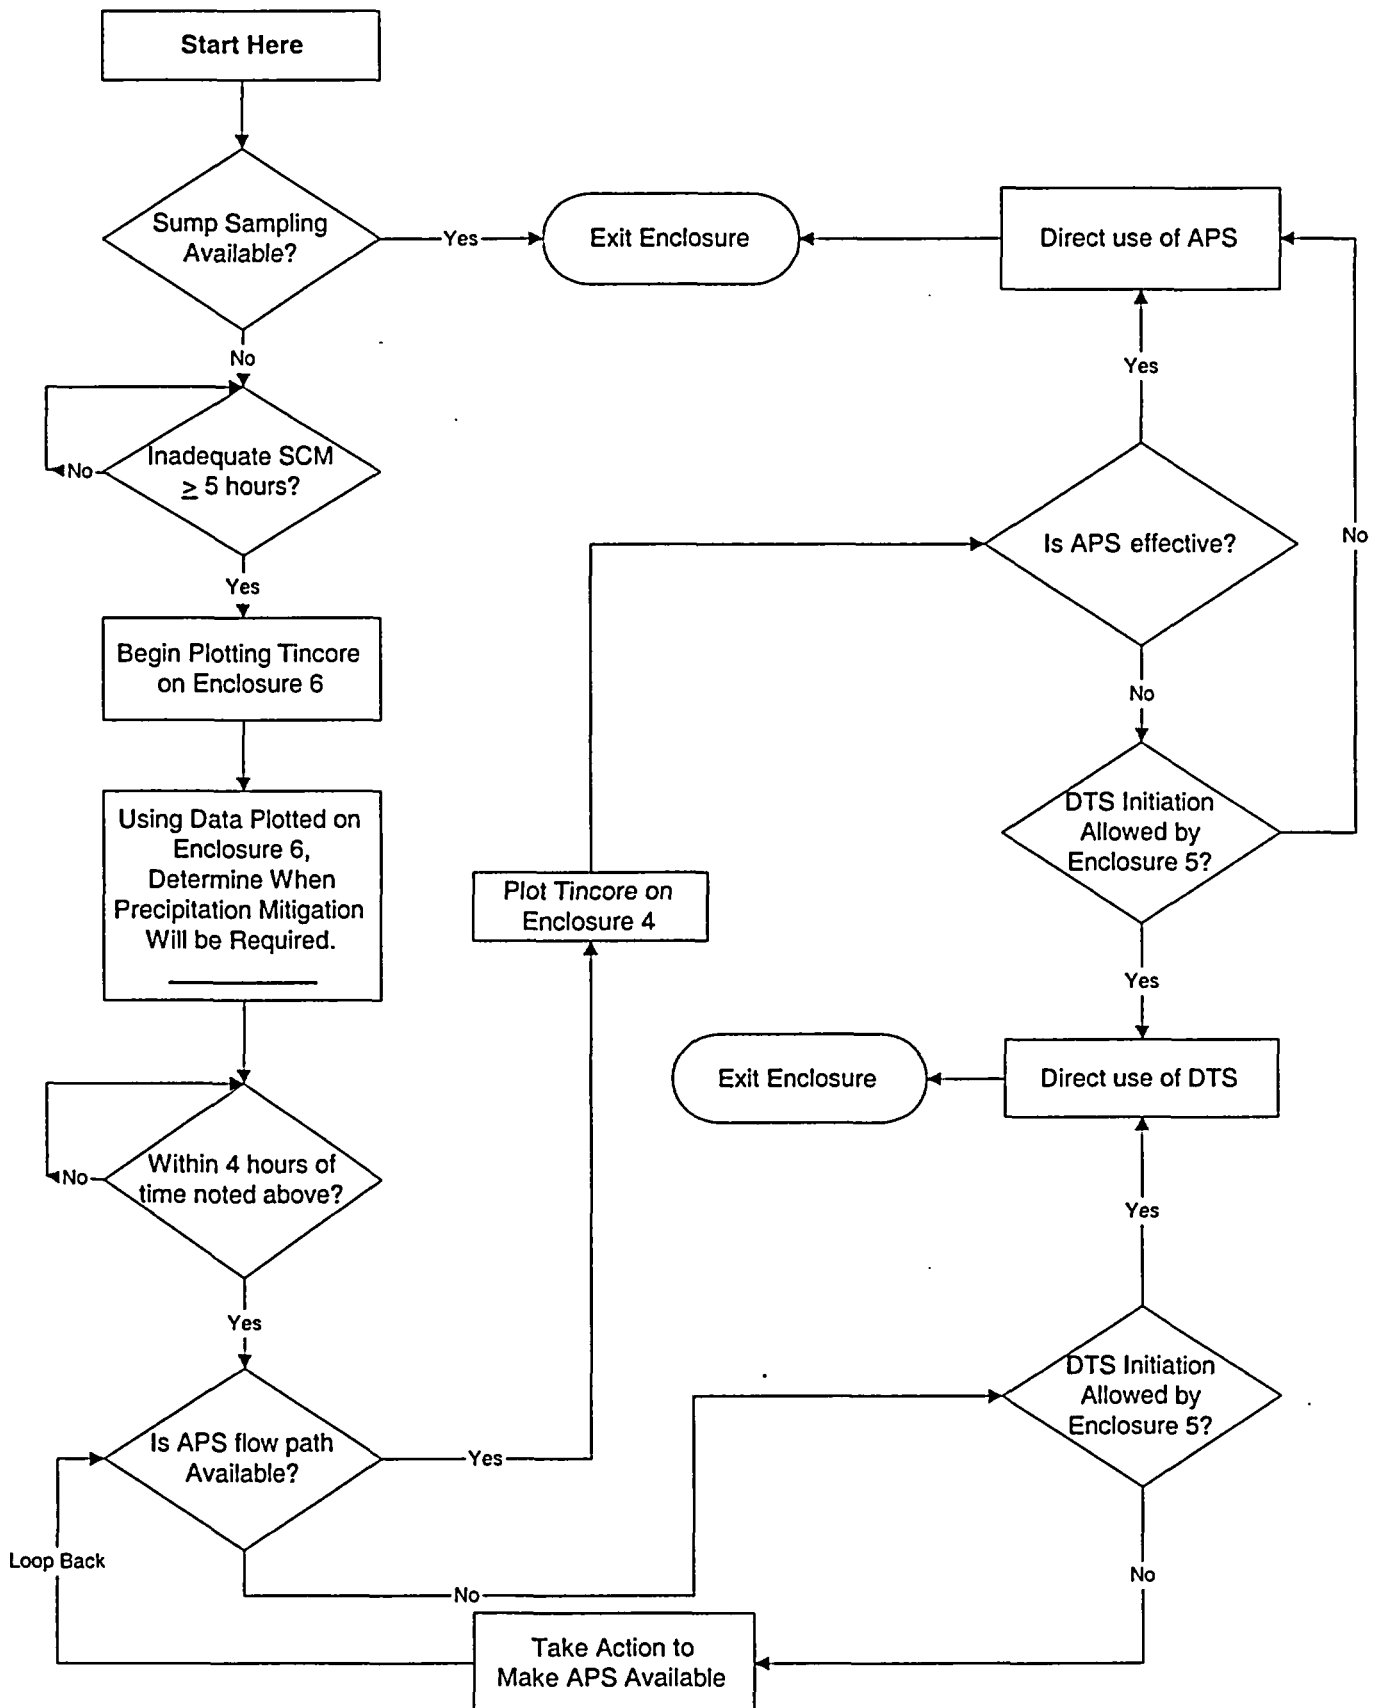 Start Here
Sump Sampling
Available?
Yes
Exit Enclosure
Direct use of APS
No
Yes
Inadequate SCM
≥ 5 hours?
No
Yes
Is APS effective?
No
Begin Plotting Tincore
on Enclosure 6
No
Using Data Plotted on
Enclosure 6,
Determine When
Precipitation Mitigation
Will be Required.
DTS Initiation
Allowed by
Enclosure 5?
Plot Tincore on
Enclosure 4
Yes
Exit Enclosure
Direct use of DTS
Within 4 hours of
time noted above?
No
Yes
Yes
DTS Initiation
Allowed by
Enclosure 5?
Is APS flow path
Available?
Yes
Loop Back
No
No
Take Action to
Make APS Available